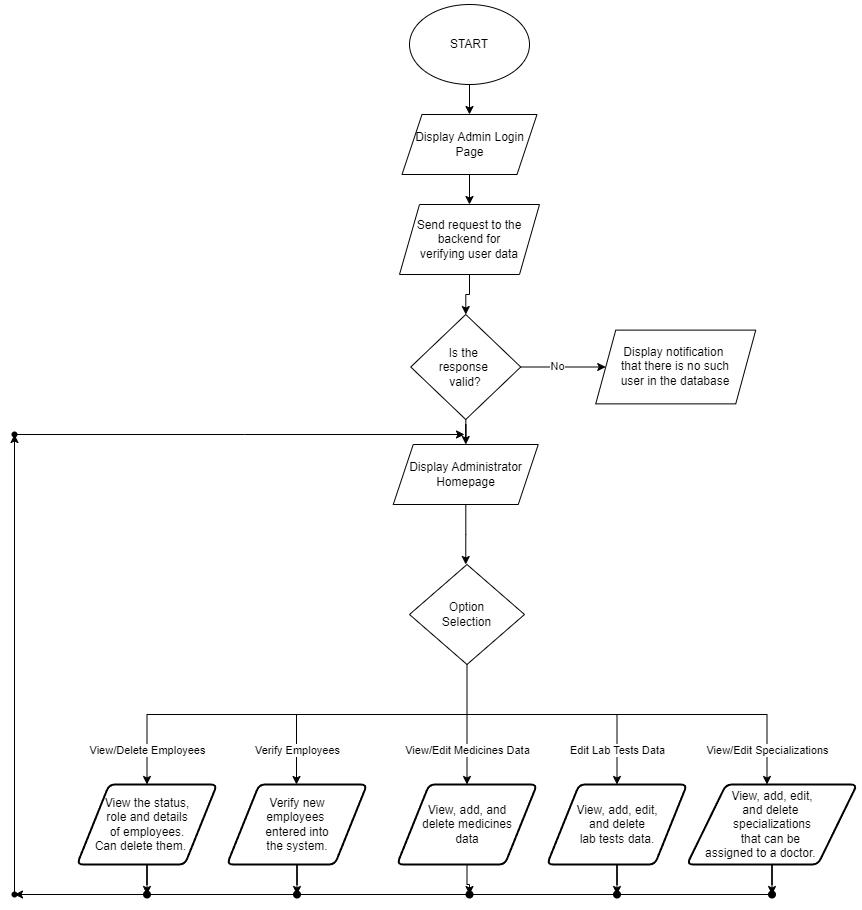 START
Display Admin Login
Page
Send request to the
backend for
verifying user data
Is the
response
valid?
No
Display notification
that there is no such
user in the database
Display Administrator
Homepage
Option
Selection
View/Delete Employees
Verify Employees
View/Edit Medicines Data
Edit Lab Tests Data
View/Edit Specializations
View the status,
role and details
of employees.
Can delete them.
Verify new
employees
entered into
the system.
View, add, and
delete medicines
data
View, add, edit,
and delete
lab tests data.
View, add, edit,
and delete
specializations
that can be
assigned to a doctor.